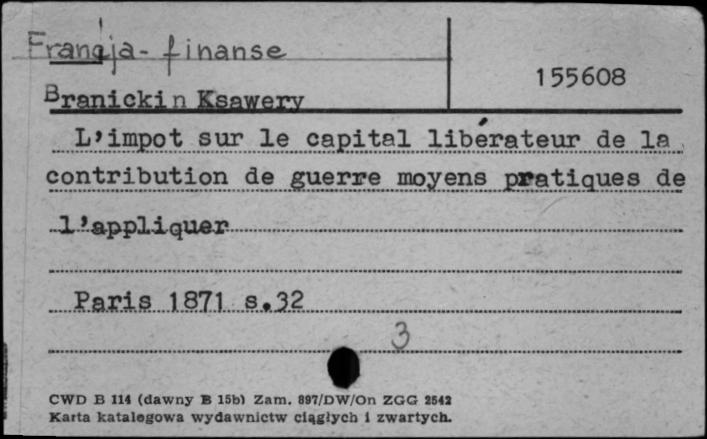 Francja - finanse
155608
Branicki n Ksawery
L'impot sur le capital libérateur de la
contribution de guerre moyens pratiques de
l'appliquer
Paris 1871 s.32
3
CWD B 114 (dawny B 15b) Zam. 897/DW/On ZGG 2542
Karta katalogowa wydawnictw ciągłych i zwartych.